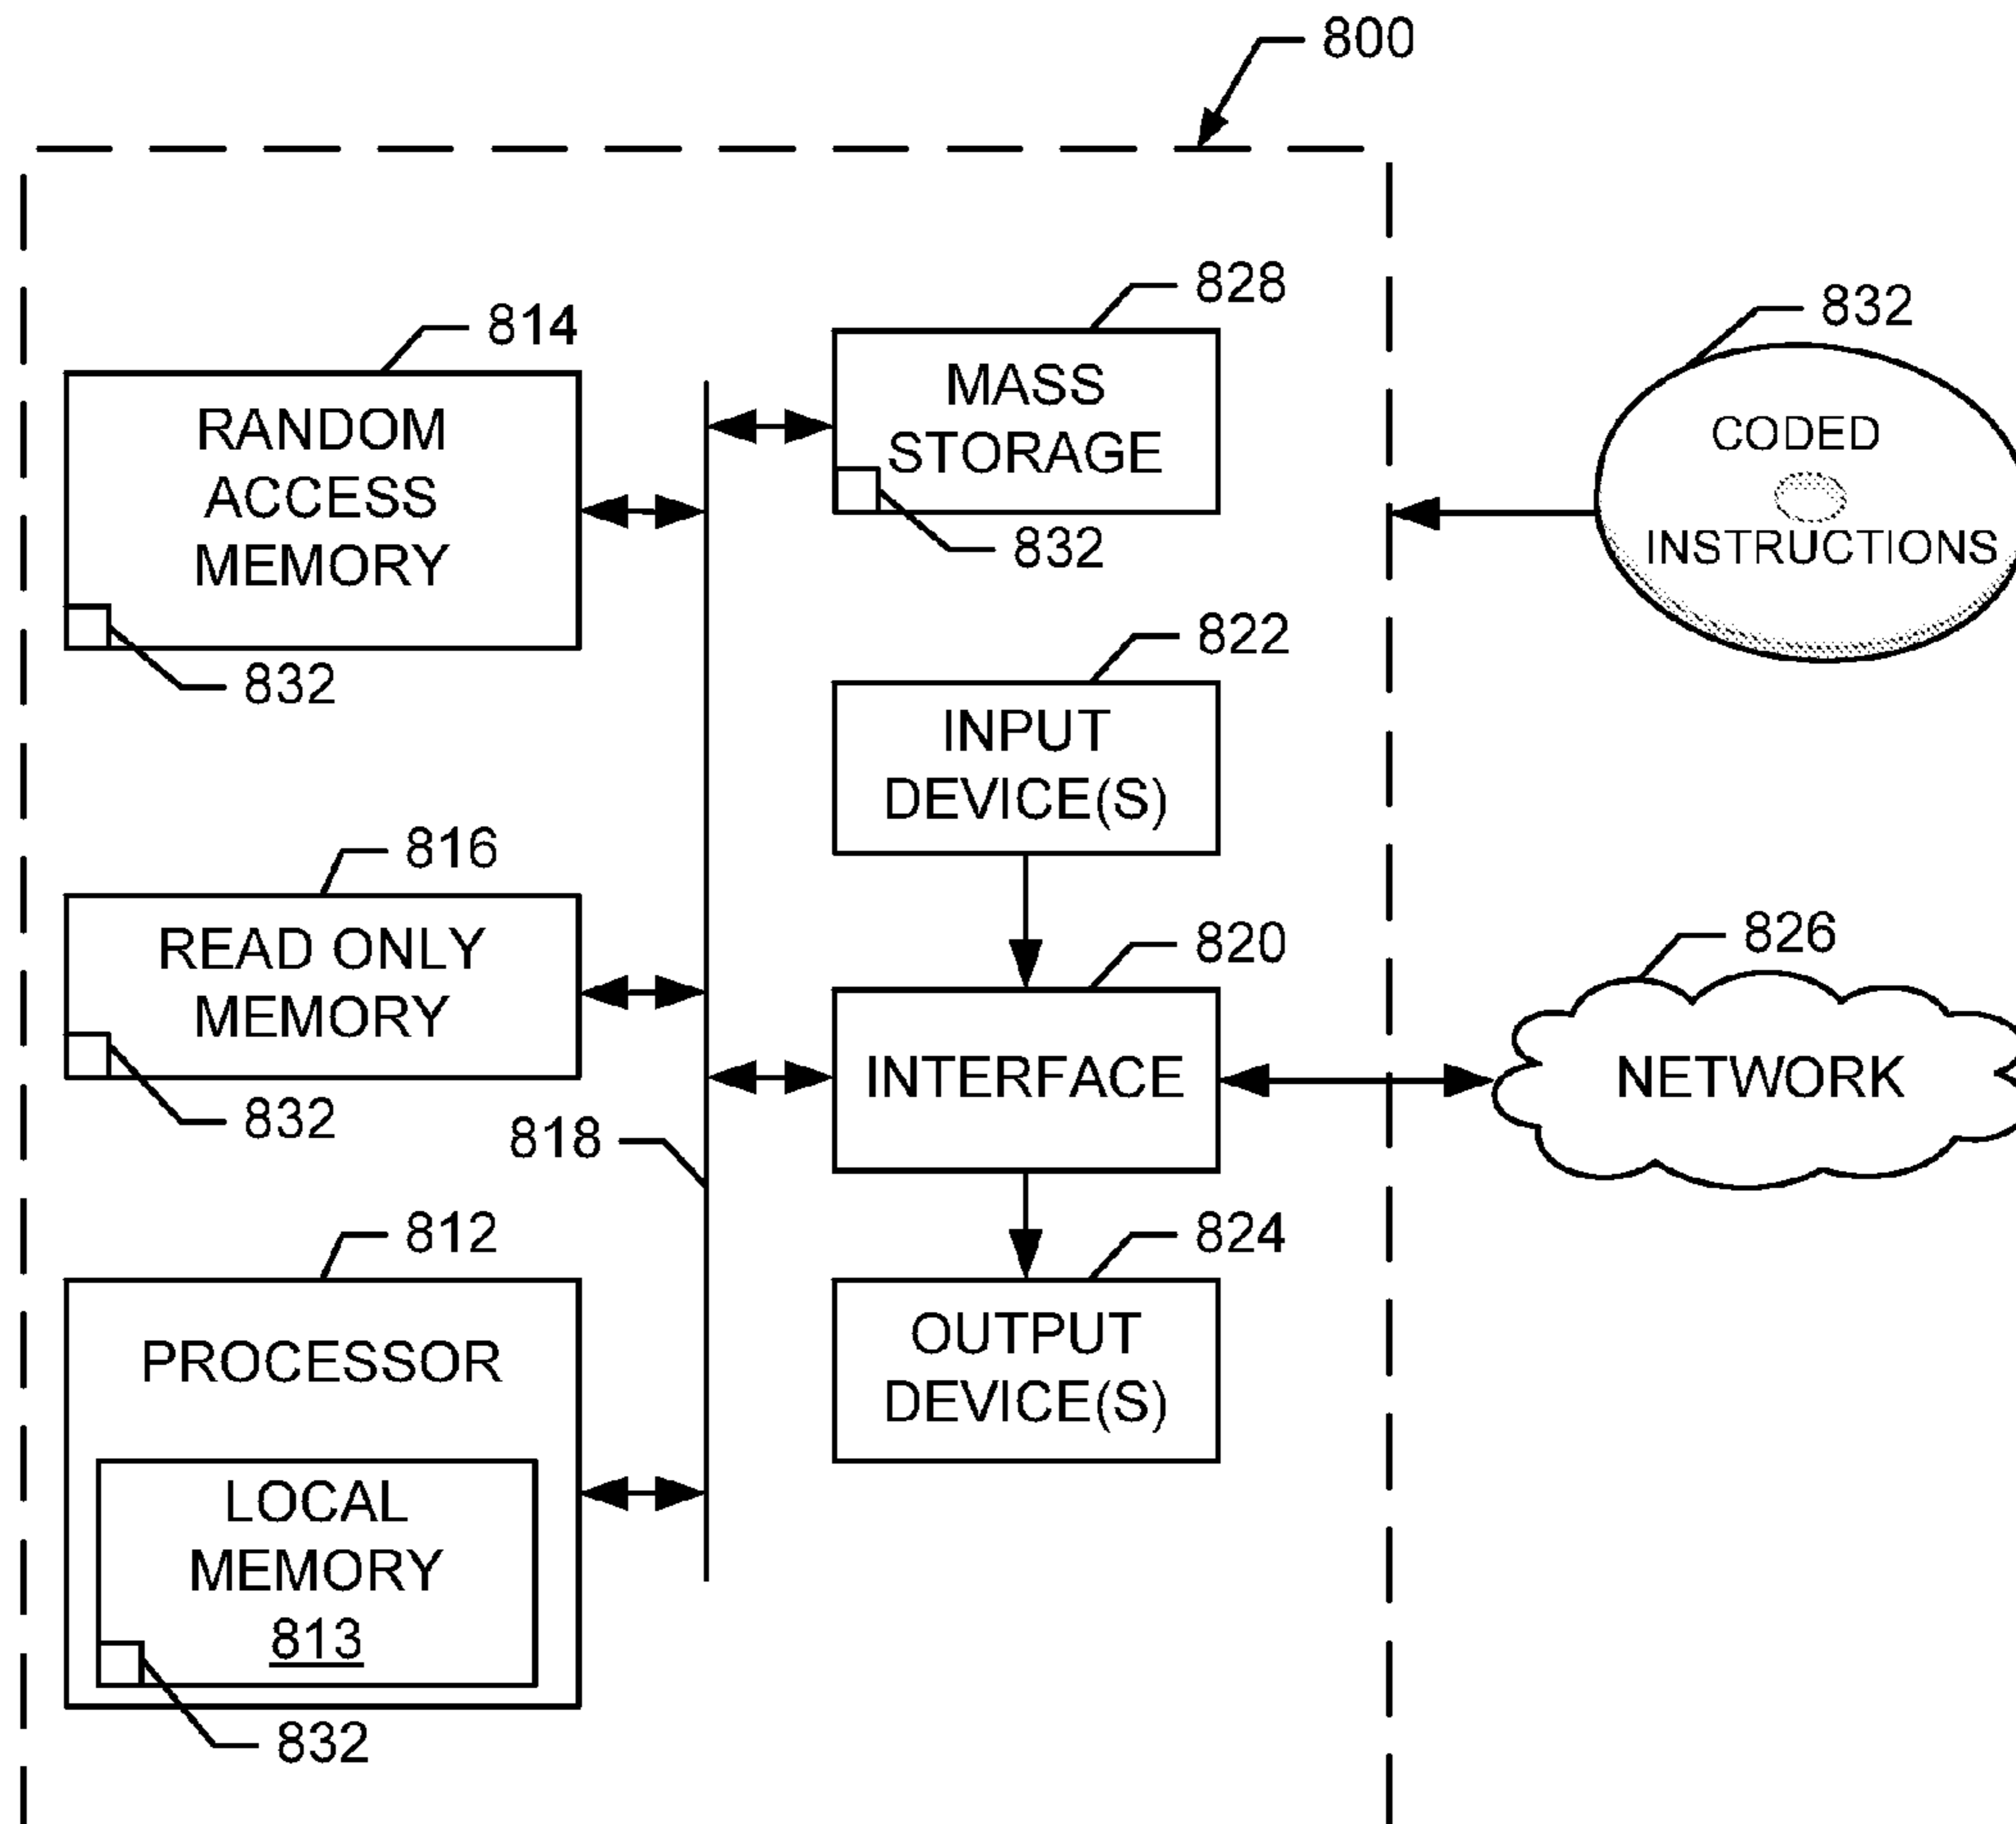 800
814
RANDOM
ACCESS
MEMORY
832
828
MASS
STORAGE
832
832
CODED
INSTRUCTIONS
822
INPUT
DEVICE(S)
816
READ ONLY
MEMORY
832
818
820
INTERFACE
826
NETWORK
812
PROCESSOR
LOCAL
MEMORY
813
832
824
OUTPUT
DEVICE(S)